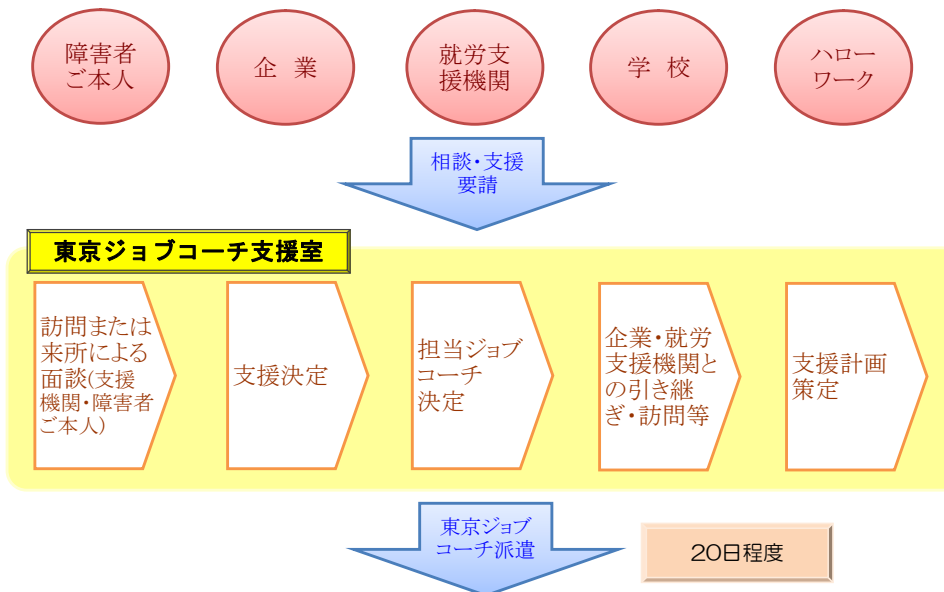 障害者
ご本人
企　業
就労支
援機関
学　校
ハロー
ワーク
相談・支援
要請
東京ジョブコーチ支援室
訪問または
来所による
面談(支援
機関・障害者
ご本人)
支援決定
担当ジョブ
コーチ
決定
企業・就労
支援機関と
の引き継
ぎ・訪問等
支援計画
策定
東京ジョブ
コーチ派遣
20日程度